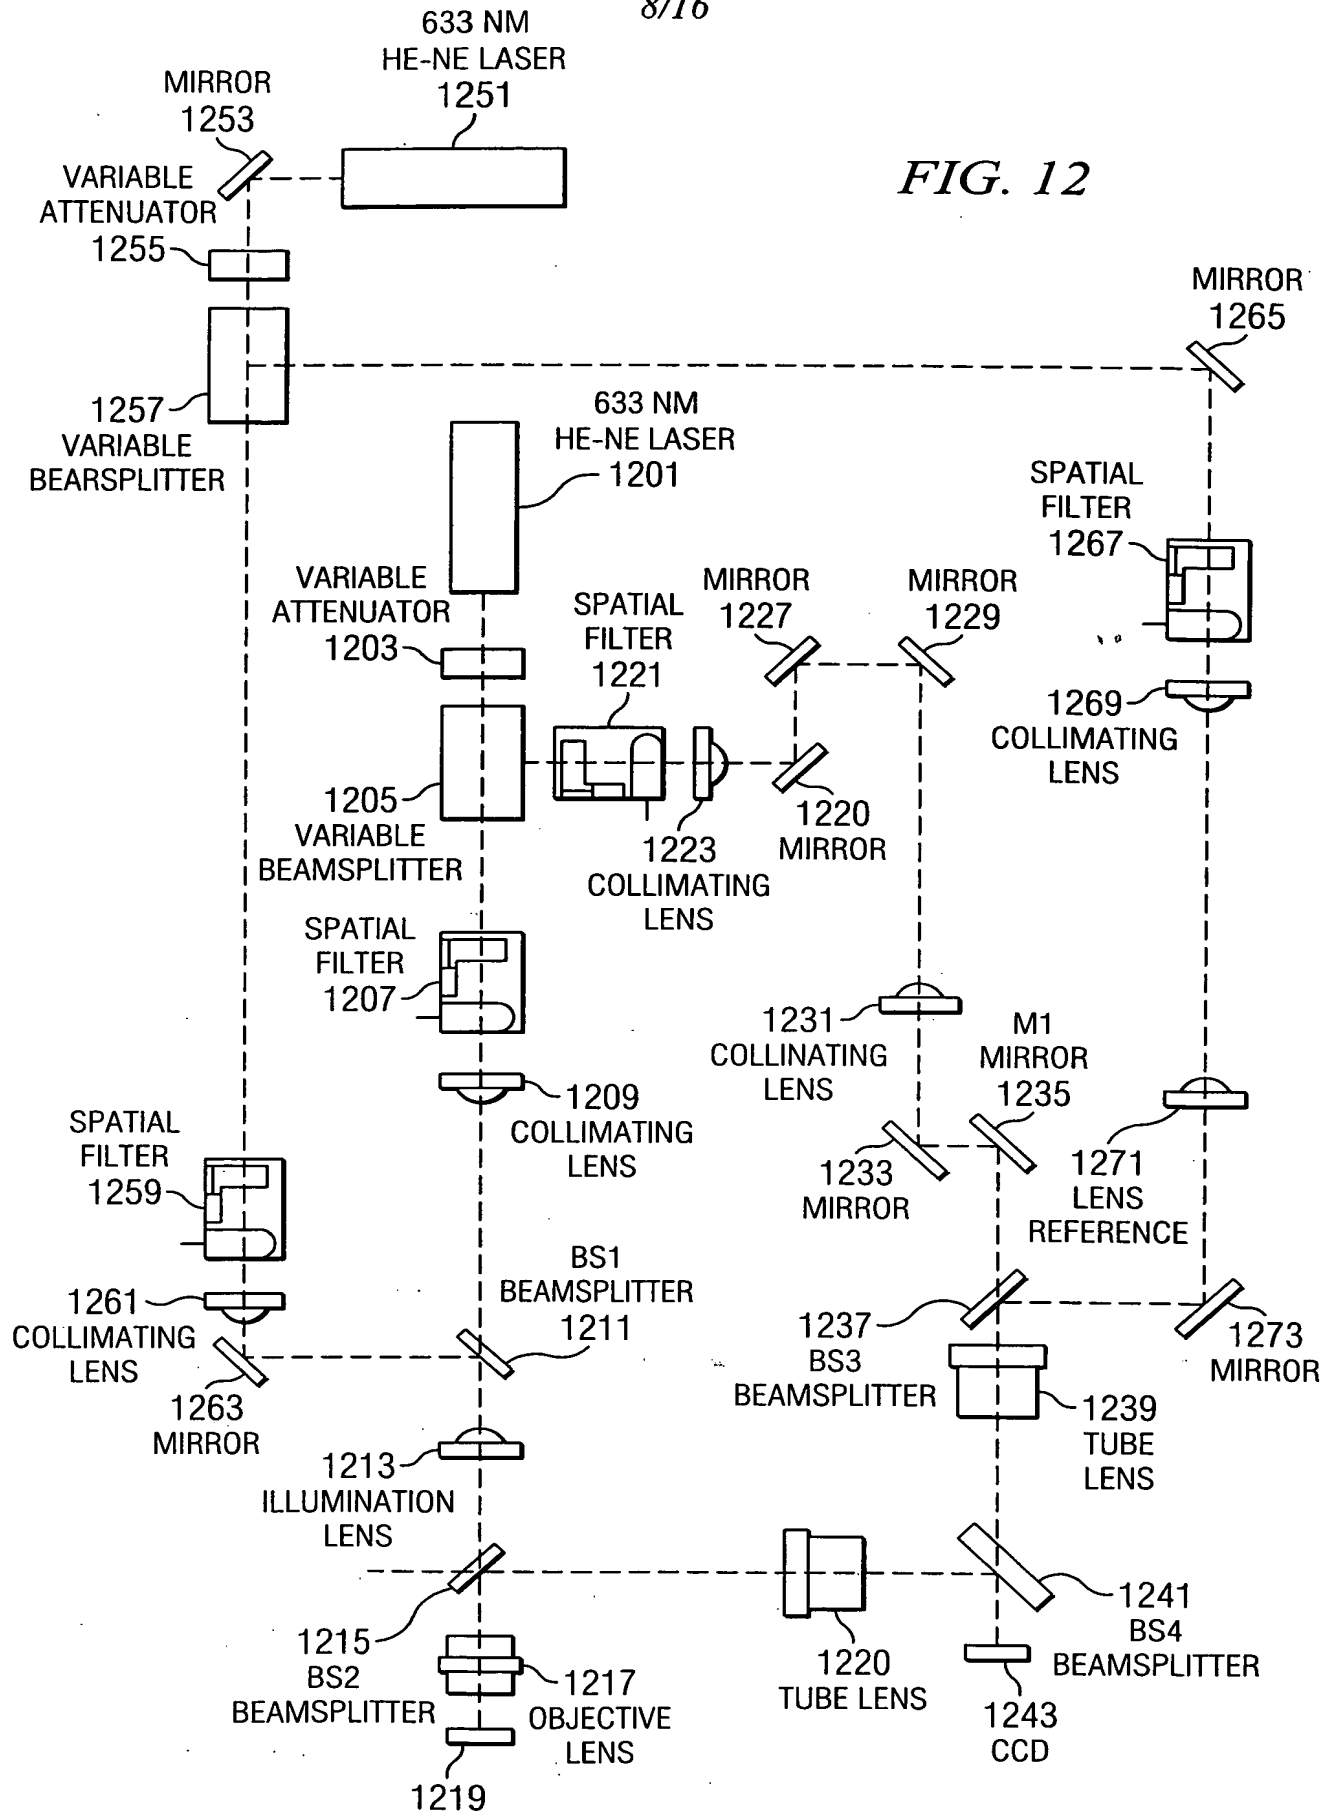 8/16
633 NM
HE-NE LASER
1251
MIRROR
1253
FIG. 12
VARIABLE
ATTENUATOR
1255
MIRROR
1265
1257
VARIABLE
BEARSPLITTER
633 NM
HE-NE LASER
1201
SPATIAL
FILTER
1267
VARIABLE
ATTENUATOR
1203
SPATIAL
FILTER
1221
MIRROR
1227
MIRROR
1229
1269
COLLIMATING
LENS
1205
VARIABLE
BEAMSPLITTER
1223
COLLIMATING
LENS
1220
MIRROR
SPATIAL
FILTER
1207
1231
COLLINATING
LENS
M1
MIRROR
1235
1209
COLLIMATING
LENS
SPATIAL
FILTER
1259
1233
MIRROR
1271
LENS
REFERENCE
BS1
BEAMSPLITTER
1211
1261
COLLIMATING
LENS
1237
BS3
BEAMSPLITTER
1273
MIRROR
1263
MIRROR
1239
TUBE
LENS
1213
ILLUMINATION
LENS
1215
BS2
BEAMSPLITTER
1217
OBJECTIVE
LENS
1220
TUBE LENS
1241
BS4
BEAMSPLITTER
1243
CCD
1219